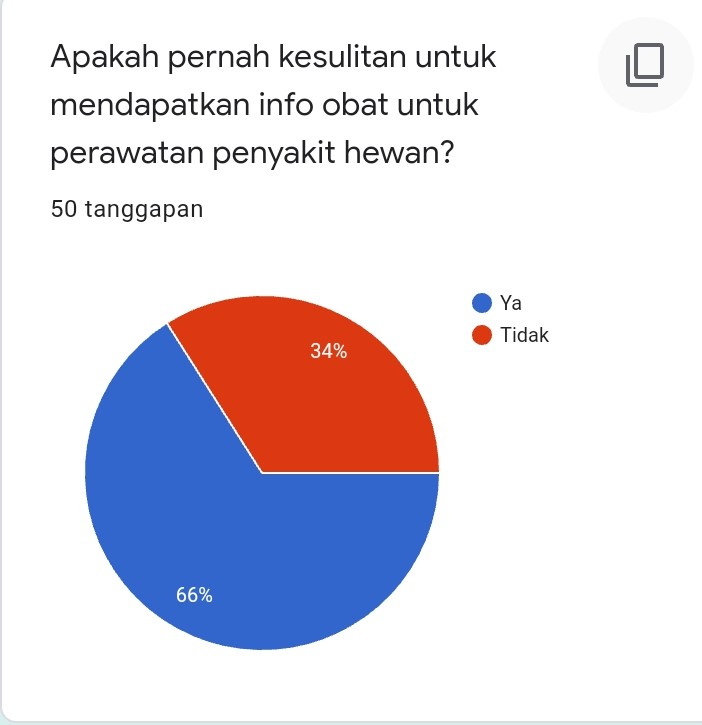 Apakah pernah kesulitan untuk
mendapatkan info obat untuk
perawatan penyakit hewan?
50 tanggapan
Ya
Tidak
34%
66%